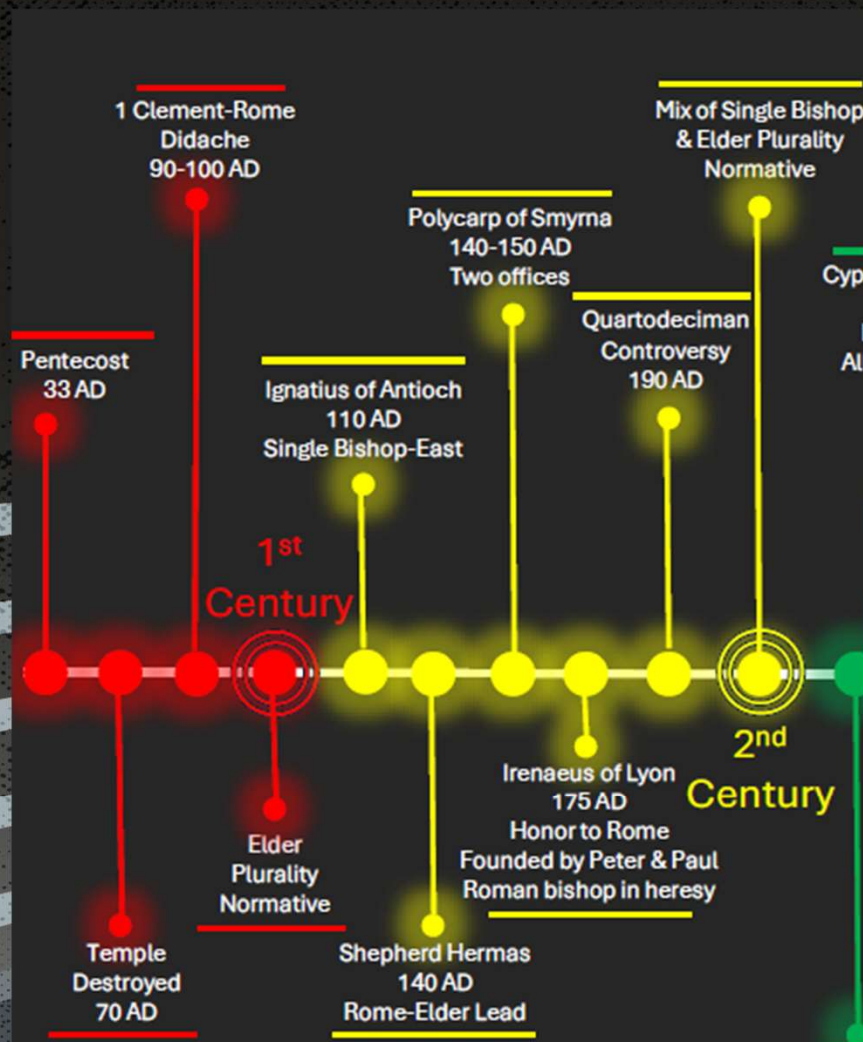 1 Clement-Rome
Didache
90-100 AD
Mix of Single Bishop
& Elder Plurality
Normative
Polycarp of Smyrna
140-150 AD
Two offices
Cyp
Quartodeciman
Controversy
190 AD
Al
Pentecost
33 AD
Ignatius of Antioch
110 AD
Single Bishop-East
1st
Century
2nd
Century
Irenaeus of Lyon
175 AD
Honor to Rome
Founded by Peter & Paul
Roman bishop in heresy
Elder
Plurality
Normative
Temple
Destroyed
70 AD
Shepherd Hermas
140 AD
Rome-Elder Lead